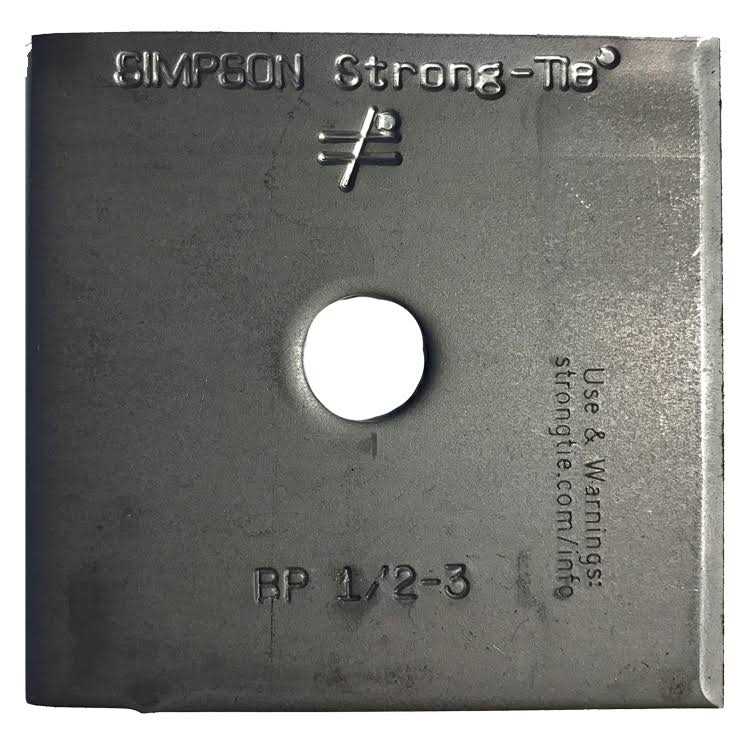 SIMPSON Strong-Tie
≠
BP 1/2-3
Use & Warnings:
strongtie.com/info